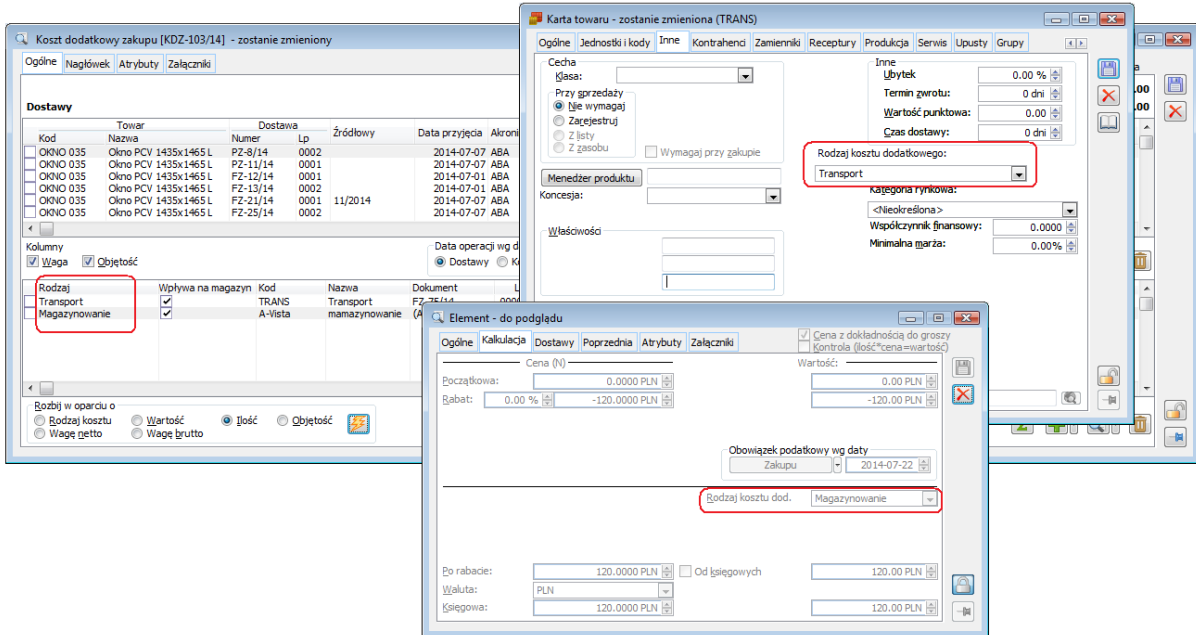 Koszt dodatkowy zakupu [KDZ-103/14] - zostanie zmieniony
Ogólne Nagłówek Atrybuty Załączniki
Dostawy
Towar Dostawa
Kod Nazwa Numer Lp Źródłowy Data przyjęcia
OKNO 035 Okno PCV 1435x1465 L PZ-8/14 0002 2014-07-07 ABA
OKNO 035 Okno PCV 1435x1465 L PZ-11/14 0001 2014-07-07 ABA
OKNO 035 Okno PCV 1435x1465 L FZ-12/14 0001 2014-07-01 ABA
OKNO 035 Okno PCV 1435x1465 L FZ-13/14 0002 2014-07-01 ABA
OKNO 035 Okno PCV 1435x1465 L FZ-21/14 0001 11/2014 2014-07-07 ABA
OKNO 035 Okno PCV 1435x1465 L FZ-25/14 0002 2014-07-07 ABA
Kolumny
Waga Objętość
Data operacji wg
Dostawy
Rodzaj Wpływa na magazyn Kod Nazwa Dokument
Transport TRANS Transport FZ-75/14
Magazynowanie A-Vista mamazynowanie
Rozbij w oparciu o
Rodzaj kosztu Wartość Ilość Objętość
Wagę netto Wagę brutto
Karta towaru - zostanie zmieniona (TRANS)
Ogólne Jednostki i kody Inne Kontrahenci Zamienniki Receptury Produkcja Serwis Upusty Grupy
Cecha
Klasa:
Przy sprzedaży
Nie wymagaj
Zarejestruj
Z listy
Z zasobu
Wymagaj przy zakupie
Menedżer produktu
Koncesja:
Właściwości
Inne
Ubytek 0.00 %
Termin zwrotu: 0 dni
Wartość punktowa: 0.00
Czas dostawy: 0 dni
Rodzaj kosztu dodatkowego:
Transport
Kategoria rynkowa:
<Nieokreślona>
Współczynnik finansowy: 0.0000
Minimalna marża: 0.00%
Element - do podglądu
Ogólne Kalkulacja Dostawy Poprzednia Atrybuty Załączniki
Cena z dokładnością do groszy
Kontrola (ilość*cena=wartość)
Cena (N) Wartość:
Początkowa: 0.0000 PLN 0.00 PLN
Rabat: 0.00 % -120.0000 PLN -120.00 PLN
Obowiązek podatkowy wg daty
Zakupu 2014-07-22
Rodzaj kosztu dod. Magazynowanie
Po rabacie: 120.0000 PLN Od księgowych 120.00 PLN
Waluta: PLN
Księgowa: 120.0000 PLN 120.00 PLN